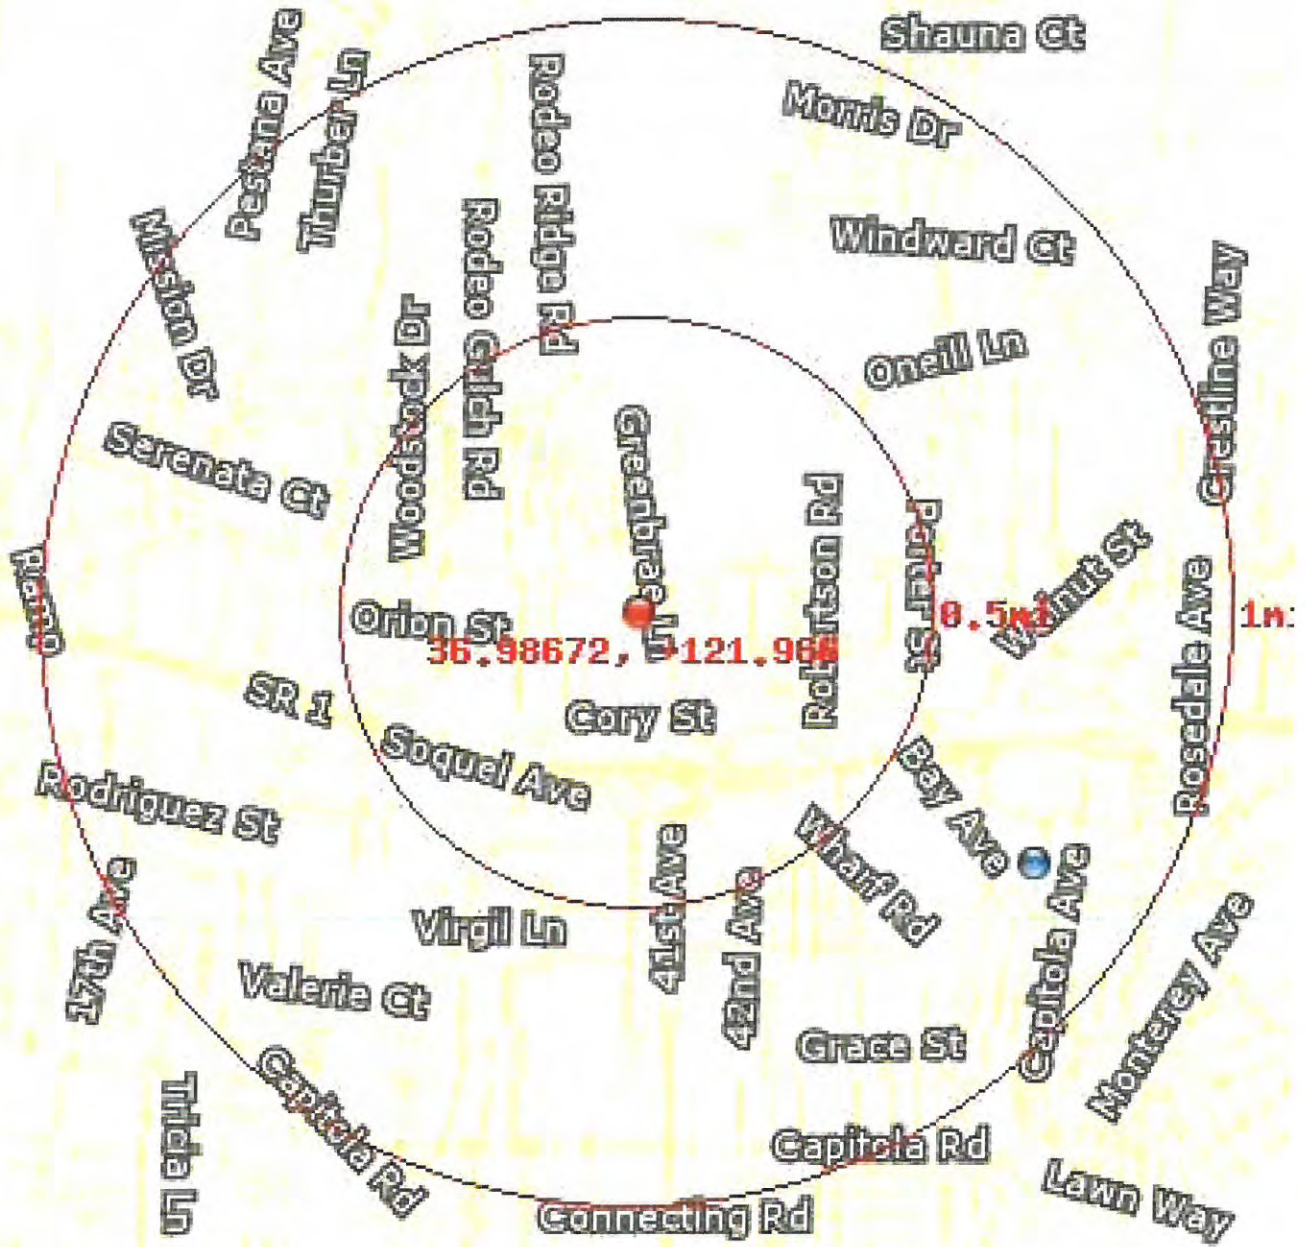 Shauna Ct
Pestana Ave
Thurber Ln
Rodeo Ridge Rd
Morris Dr
Mission Dr
Rodeo Gulch Rd
Windward Ct
Crestline Way
Woodstock Dr
Oneill Ln
Serenata Ct
Greenbrae Ln
Robertson Rd
Walnut St
Orion St
0.5mi
1mi
36.98672, -121.966
Rosedale Ave
SR 1
Cory St
Soquel Ave
Bay Ave
Rodriguez St
Wharf Rd
41st Ave
42nd Ave
Capitola Ave
17th Ave
Virgil Ln
Monterey Ave
Valerie Ct
Grace St
Capitola Rd
Tricia Ln
Capitola Rd
Lawn Way
Connecting Rd